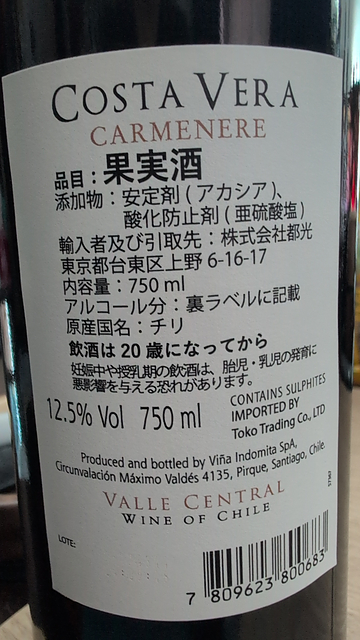 COSTA VERA
CARMENERE
品目：果実酒
添加物：安定剤（アカシア）、
酸化防止剤（亜硫酸塩）
輸入者及び引取先：株式会社都光
東京都台東区上野 6-16-17
内容量：750 ml
アルコール分：裏ラベルに記載
原産国名：チリ
飲酒は 20 歳になってから
妊娠中や授乳期の飲酒は、胎児・乳児の発育に
悪影響を与える恐れがあります。
12.5% Vol 750 ml
CONTAINS SULPHITES
IMPORTED BY
Toko Trading Co., LTD
Produced and bottled by Viña Indomita SpA,
Circunvalación Máximo Valdés 4135, Pirque, Santiago, Chile.
VALLE CENTRAL
WINE OF CHILE
LOTE:
7 809623 800683